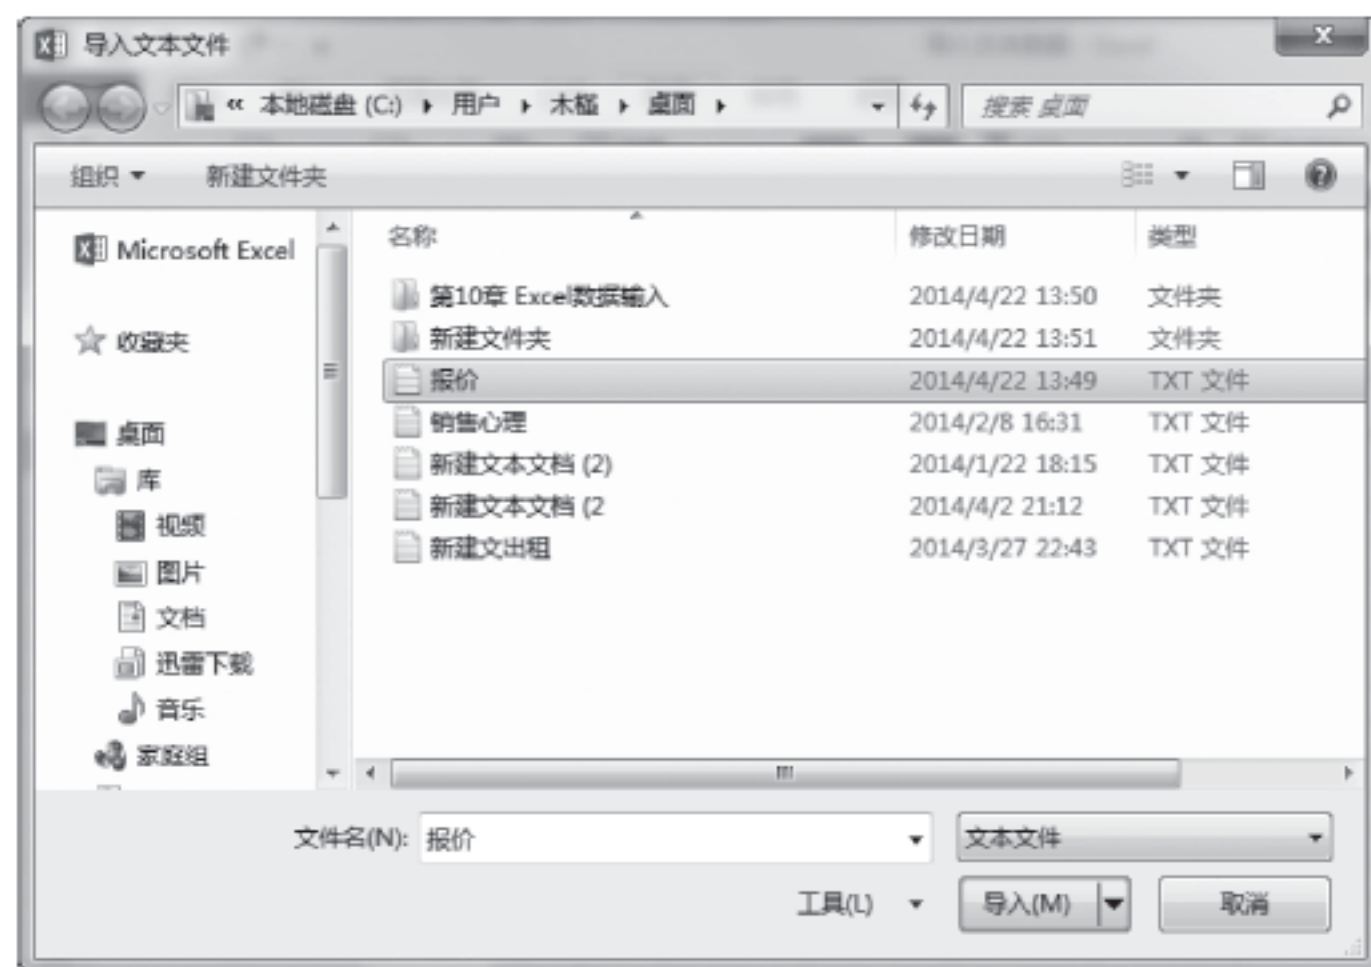 导入文本文件
« 本地磁盘 (C:) ▸ 用户 ▸ 木槿 ▸ 桌面 ▸
搜索 桌面
组织 新建文件夹
名称 修改日期 类型
Microsoft Excel
收藏夹
桌面
库
视频
图片
文档
迅雷下载
音乐
家庭组
第10章 Excel数据输入 2014/4/22 13:50 文件夹
新建文件夹 2014/4/22 13:51 文件夹
报价 2014/4/22 13:49 TXT 文件
销售心理 2014/2/8 16:31 TXT 文件
新建文本文档 (2) 2014/1/22 18:15 TXT 文件
新建文本文档 (2 2014/4/2 21:12 TXT 文件
新建文出租 2014/3/27 22:43 TXT 文件
文件名(N): 报价 文本文件
工具(L) 导入(M) 取消